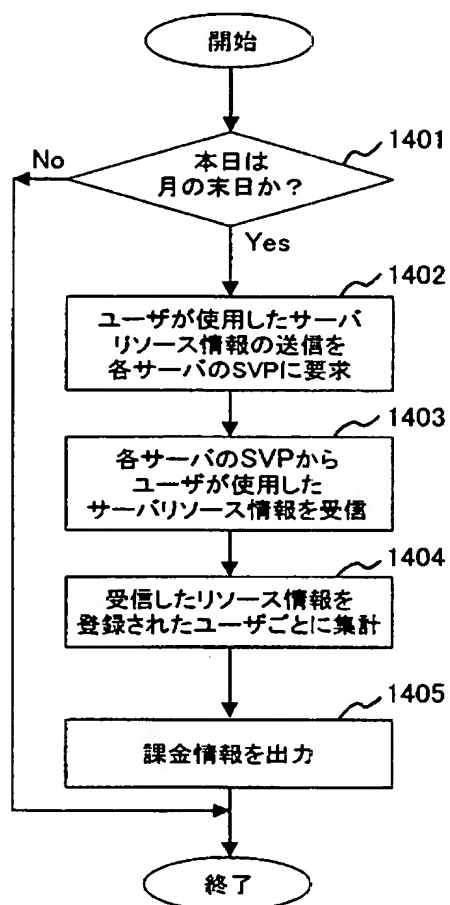 開始
1401
No
本日は
月の末日か?
Yes
1402
ユーザが使用したサーバ
リソース情報の送信を
各サーバのSVPに要求
1403
各サーバのSVPから
ユーザが使用した
サーバリソース情報を受信
1404
受信したリソース情報を
登録されたユーザごとに集計
1405
課金情報を出力
終了